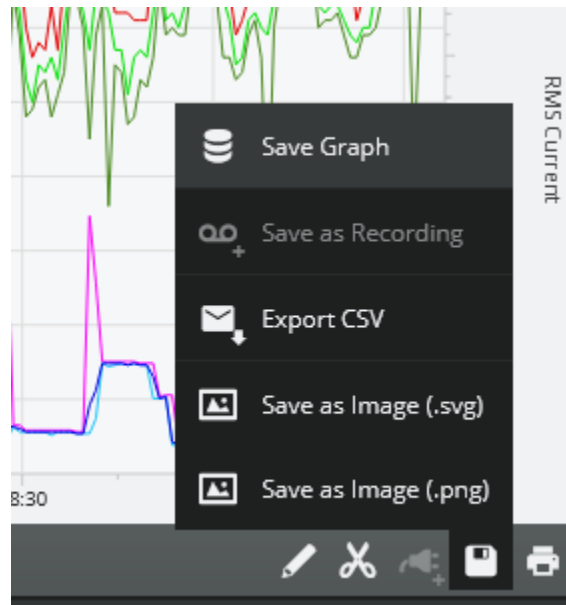 RMS Current
Save Graph
Save as Recording
Export CSV
Save as Image (.svg)
Save as Image (.png)
8:30